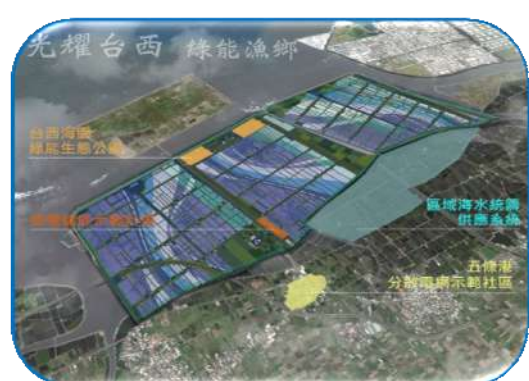 光耀台西 綠能漁鄉
台西海園
綠能生態公園
區域海水統籌
供應系統
五條港
分散電網示範社區